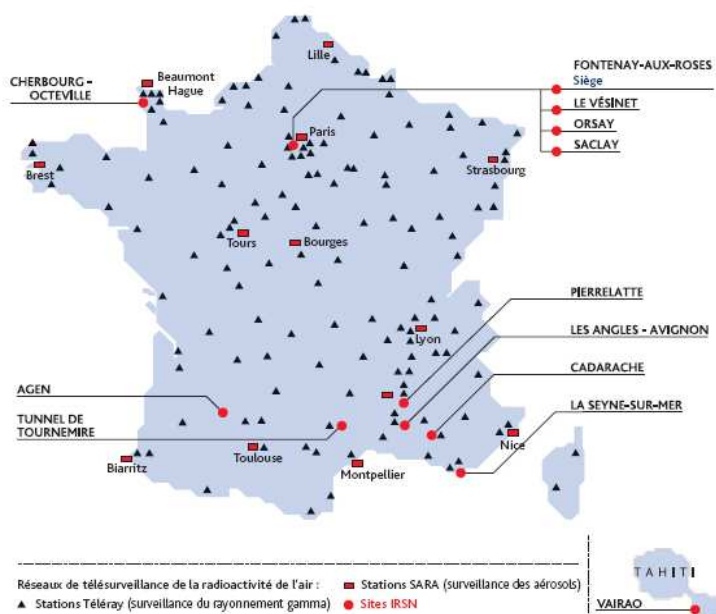 Lille
FONTENAY-AUX-ROSES
Siège
CHERBOURG -
OCTEVILLE
Beaumont
Hague
LE VÉSINET
ORSAY
SACLAY
Paris
Strasbourg
Brest
Tours
Bourges
PIERRELATTE
Lyon
LES ANGLES - AVIGNON
CADARACHE
AGEN
LA SEYNE-SUR-MER
TUNNEL DE
TOURNEMIRE
Nice
Biarritz
Toulouse
Montpellier
TAHITI
Réseaux de télésurveillance de la radioactivité de l'air :
Stations SARA (surveillance des aérosols)
Stations Téléray (surveillance du rayonnement gamma)
Sites IRSN
VAIRAO